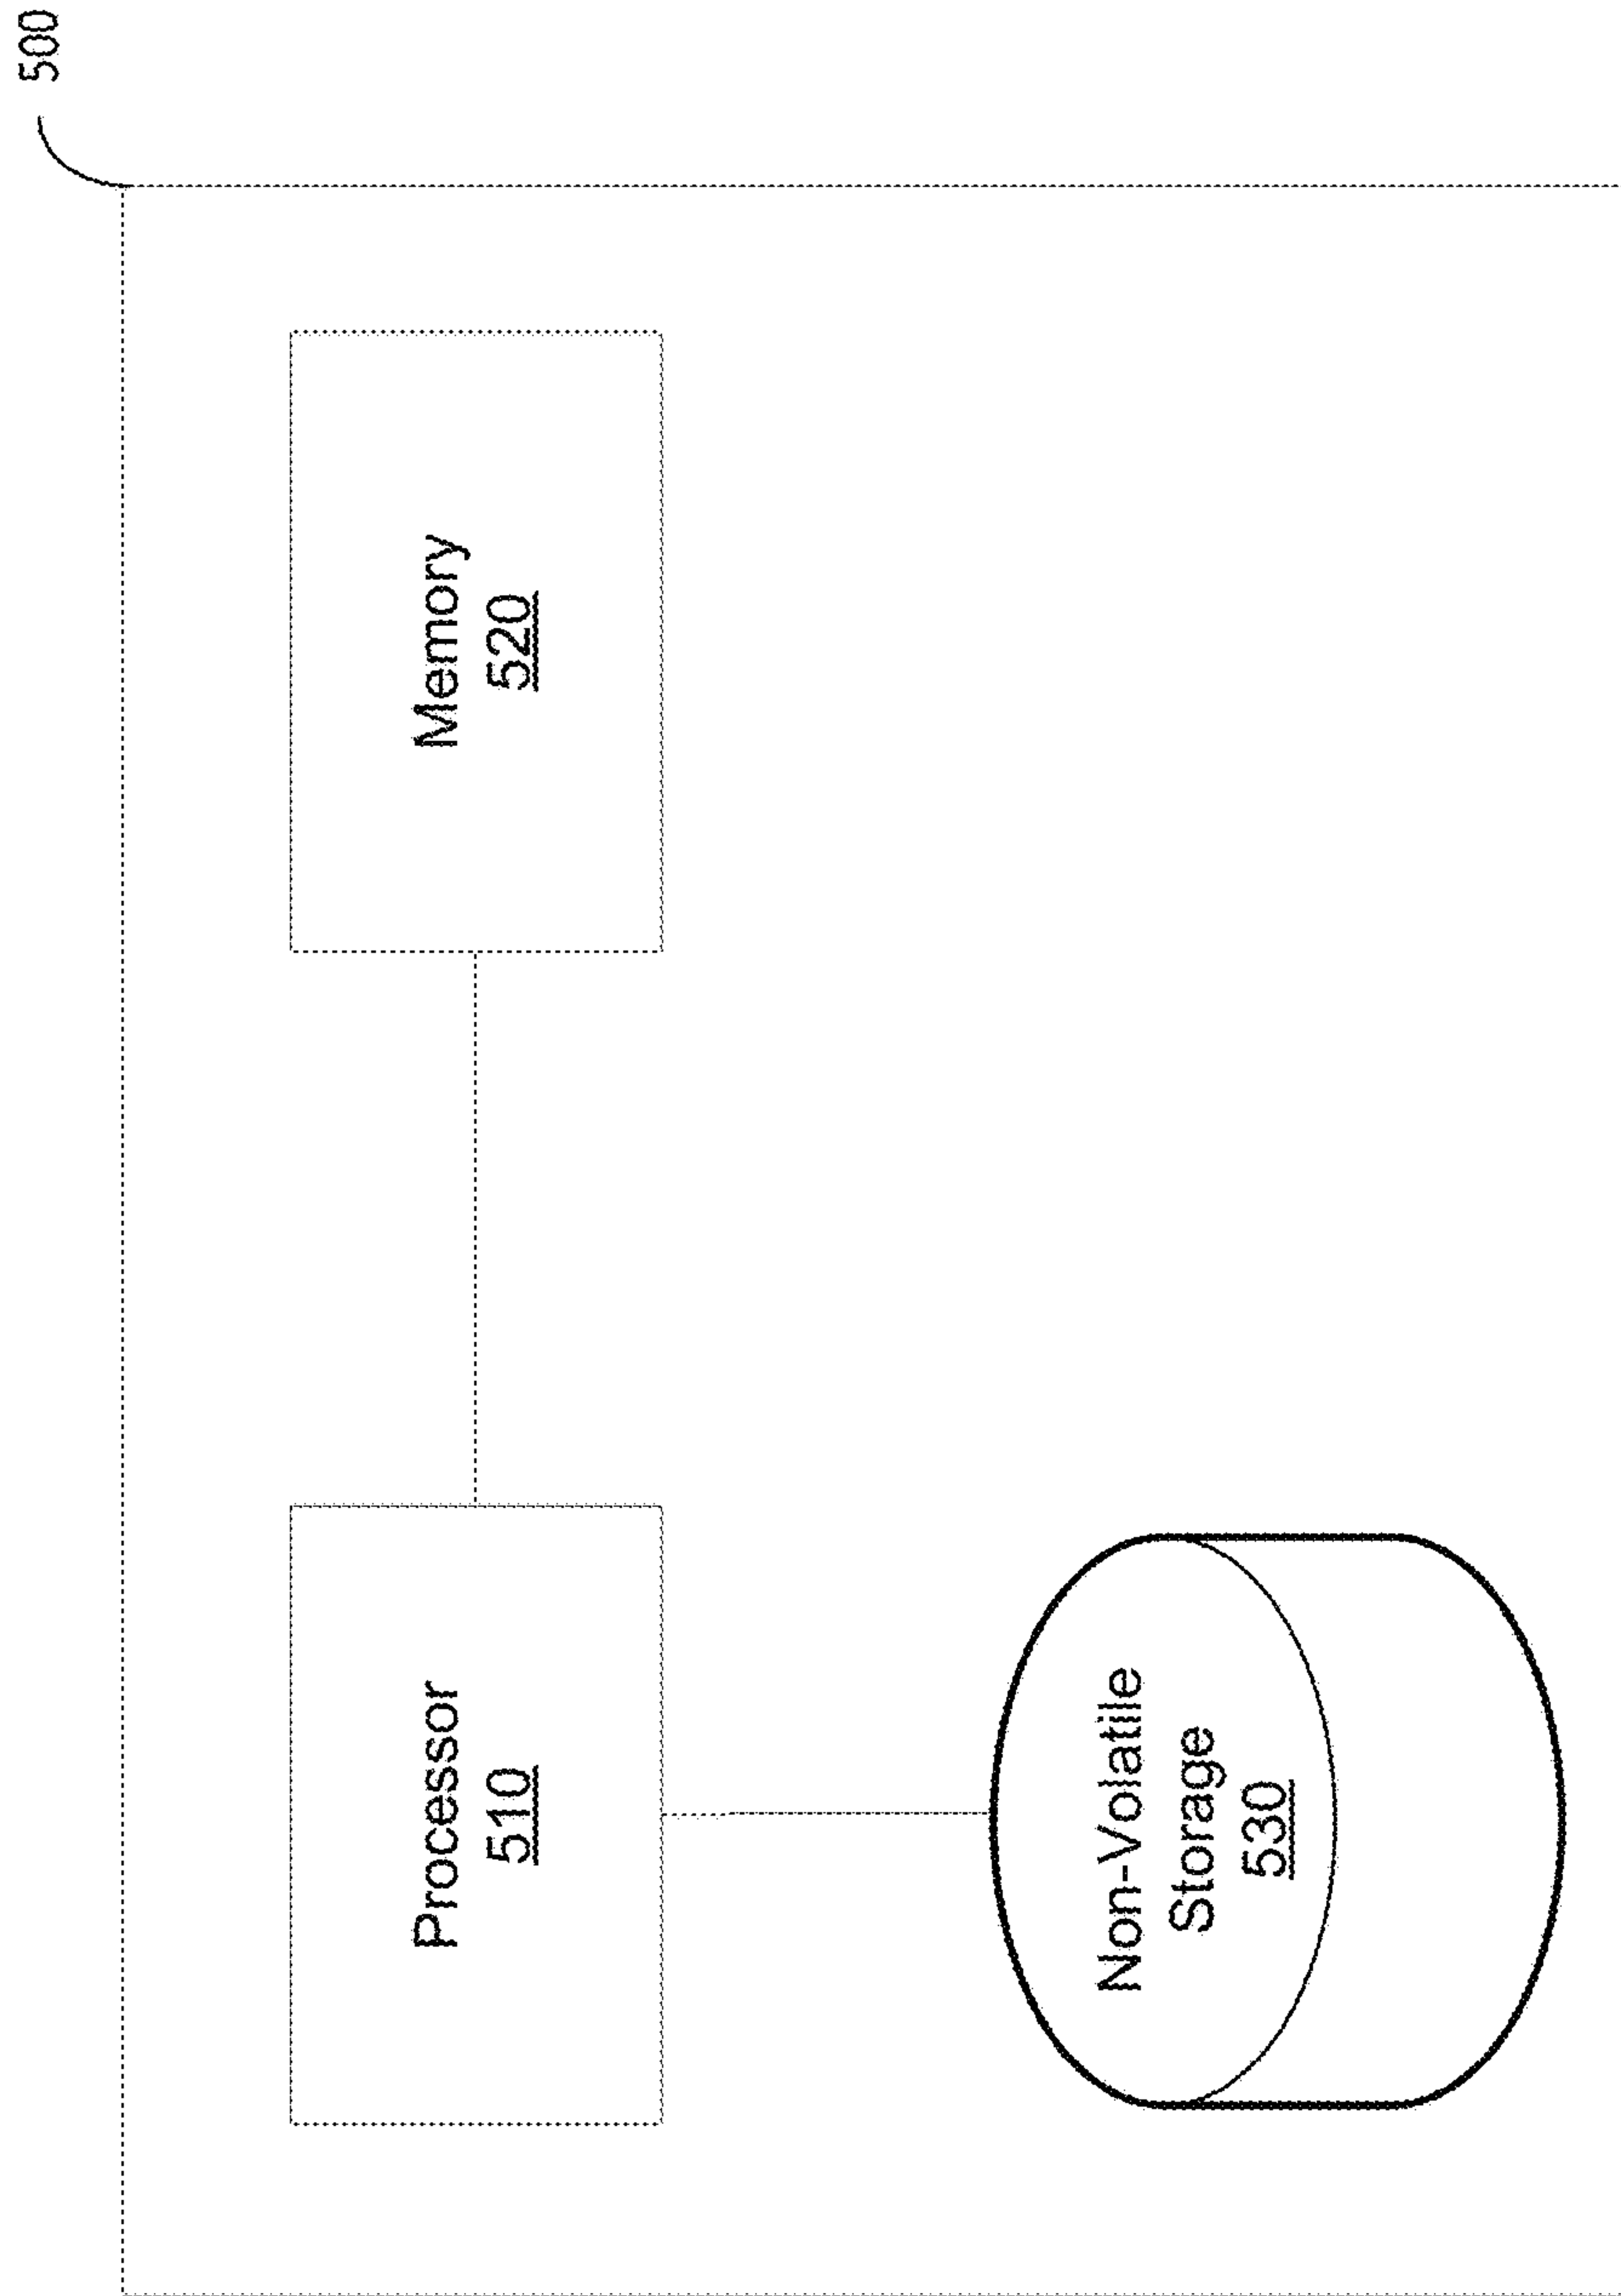 500
Processor
510
Memory
520
Non-Volatile
Storage
530